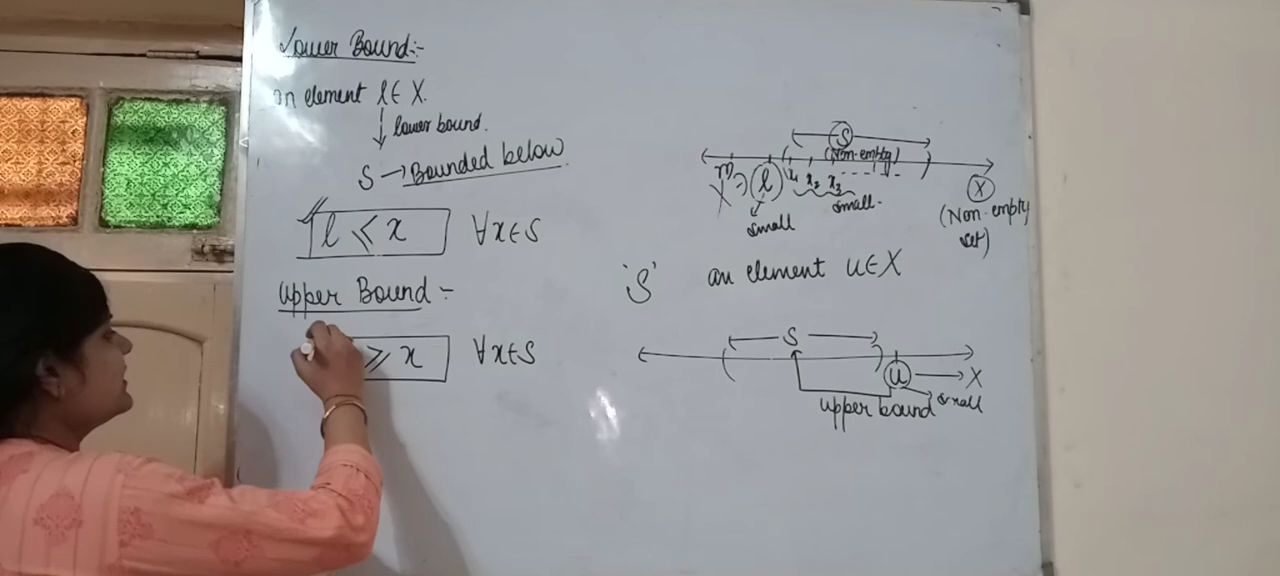 Lower Bound:-
an element l ∈ X.
↓ lower bound.
S → Bounded below
l ≤ x ∀x∈S
Upper Bound:-
≥ x ∀x∈S
S
(Non-empty)
m l x₁ x₂ x₃
X
small small.
(Non-empty set)
'S' an element u∈X
S
u → X
upper bound small